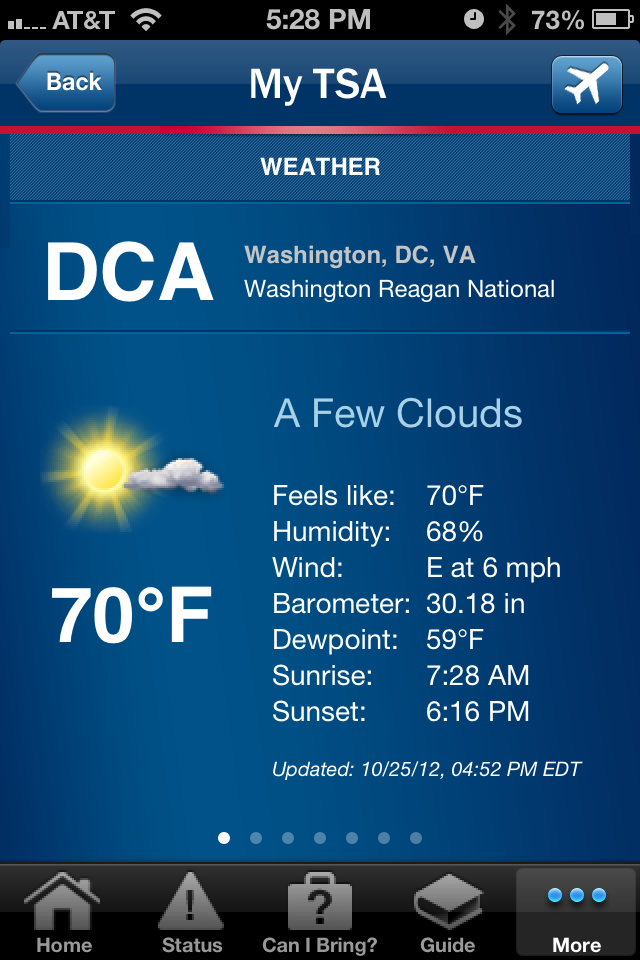 AT&T 5:28 PM 73%
Back My TSA
WEATHER
DCA
Washington, DC, VA
Washington Reagan National
A Few Clouds
70°F
Feels like: 70°F
Humidity: 68%
Wind: E at 6 mph
Barometer: 30.18 in
Dewpoint: 59°F
Sunrise: 7:28 AM
Sunset: 6:16 PM
Updated: 10/25/12, 04:52 PM EDT
Home Status Can I Bring? Guide More